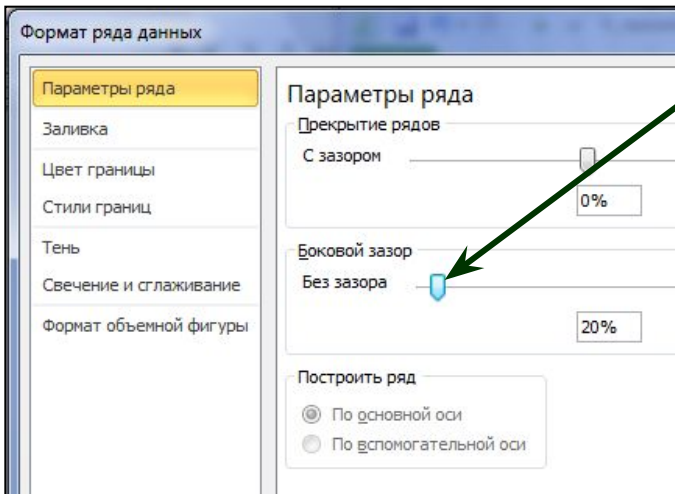 Формат ряда данных
Параметры ряда
Заливка
Цвет границы
Стили границ
Тень
Свечение и сглаживание
Формат объемной фигуры
Параметры ряда
Прекрытие рядов
С зазором
0%
Боковой зазор
Без зазора
20%
Построить ряд
По основной оси
По вспомогательной оси